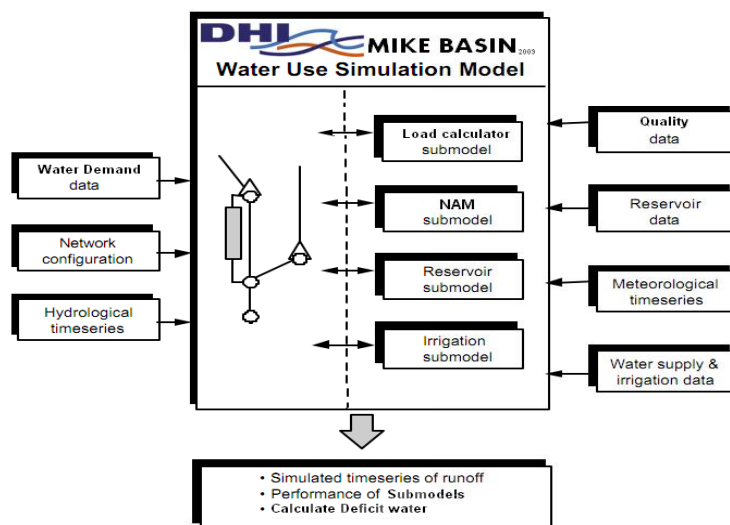 DHI MIKE BASIN 2009
Water Use Simulation Model
Water Demand
data
Network
configuration
Hydrological
timeseries
Load calculator
submodel
NAM
submodel
Reservoir
submodel
Irrigation
submodel
Quality
data
Reservoir
data
Meteorological
timeseries
Water supply &
irrigation data
• Simulated timeseries of runoff
• Performance of Submodels
• Calculate Deficit water